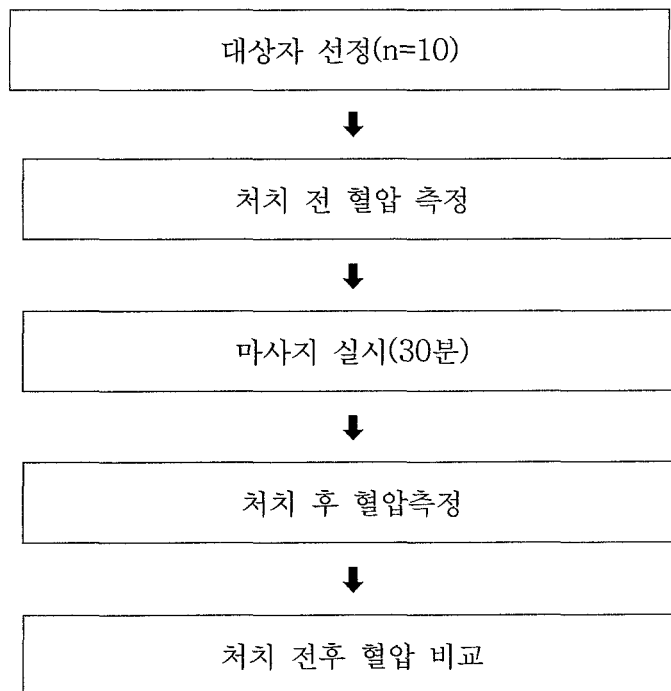 대상자 선정(n=10)
처치 전 혈압 측정
마사지 실시(30분)
처치 후 혈압측정
처치 전후 혈압 비교